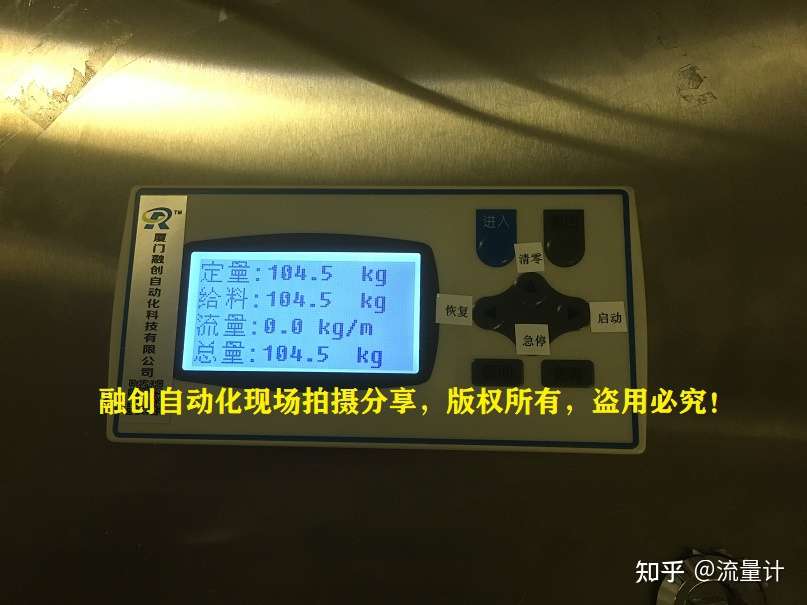 R™
厦门融创自动化科技有限公司
定量:104.5 kg
给料:104.5 kg
流量:0.0 kg/m
总量:104.5 kg
进入
清零
恢复
启动
急停
融创自动化现场拍摄分享，版权所有，盗用必究!
知乎 @流量计